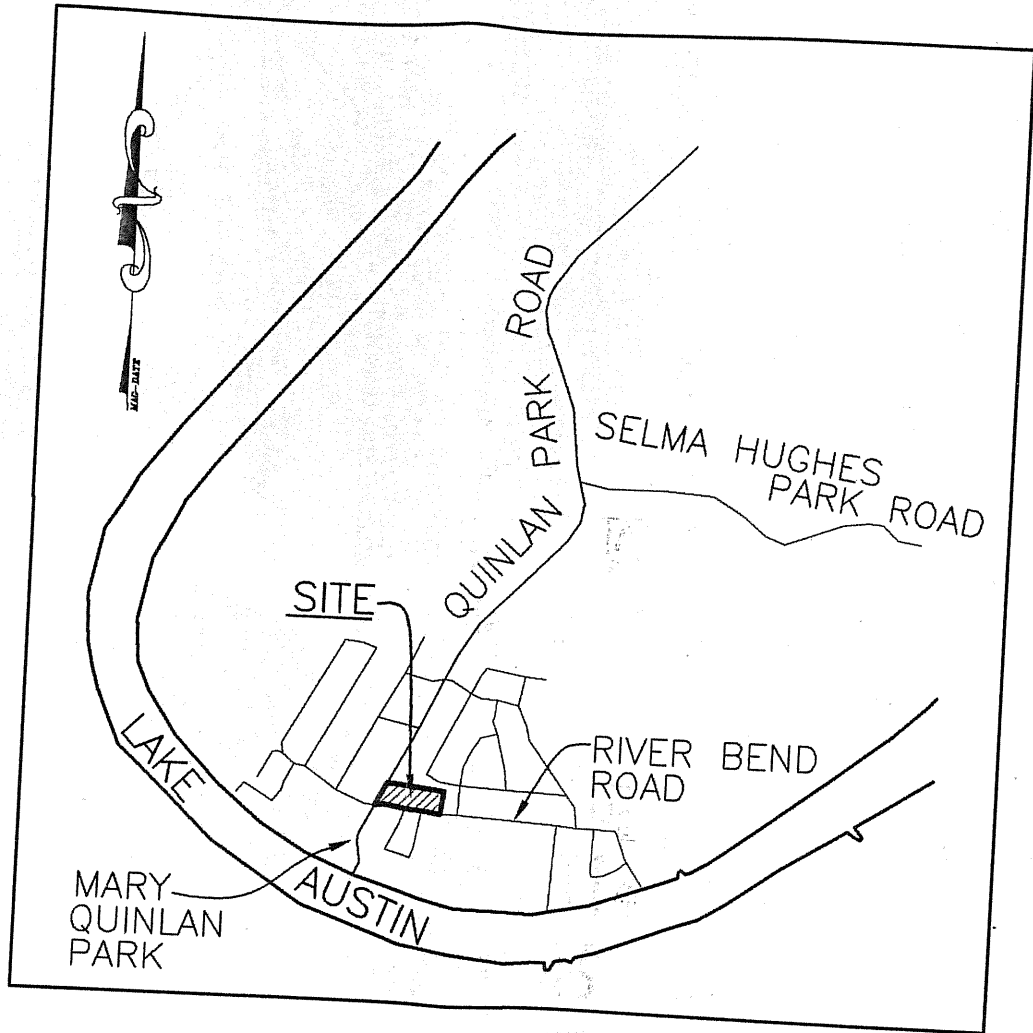 QUINLAN PARK ROAD
SELMA HUGHES
PARK ROAD
SITE
RIVER BEND
ROAD
LAKE
AUSTIN
MARY
QUINLAN
PARK